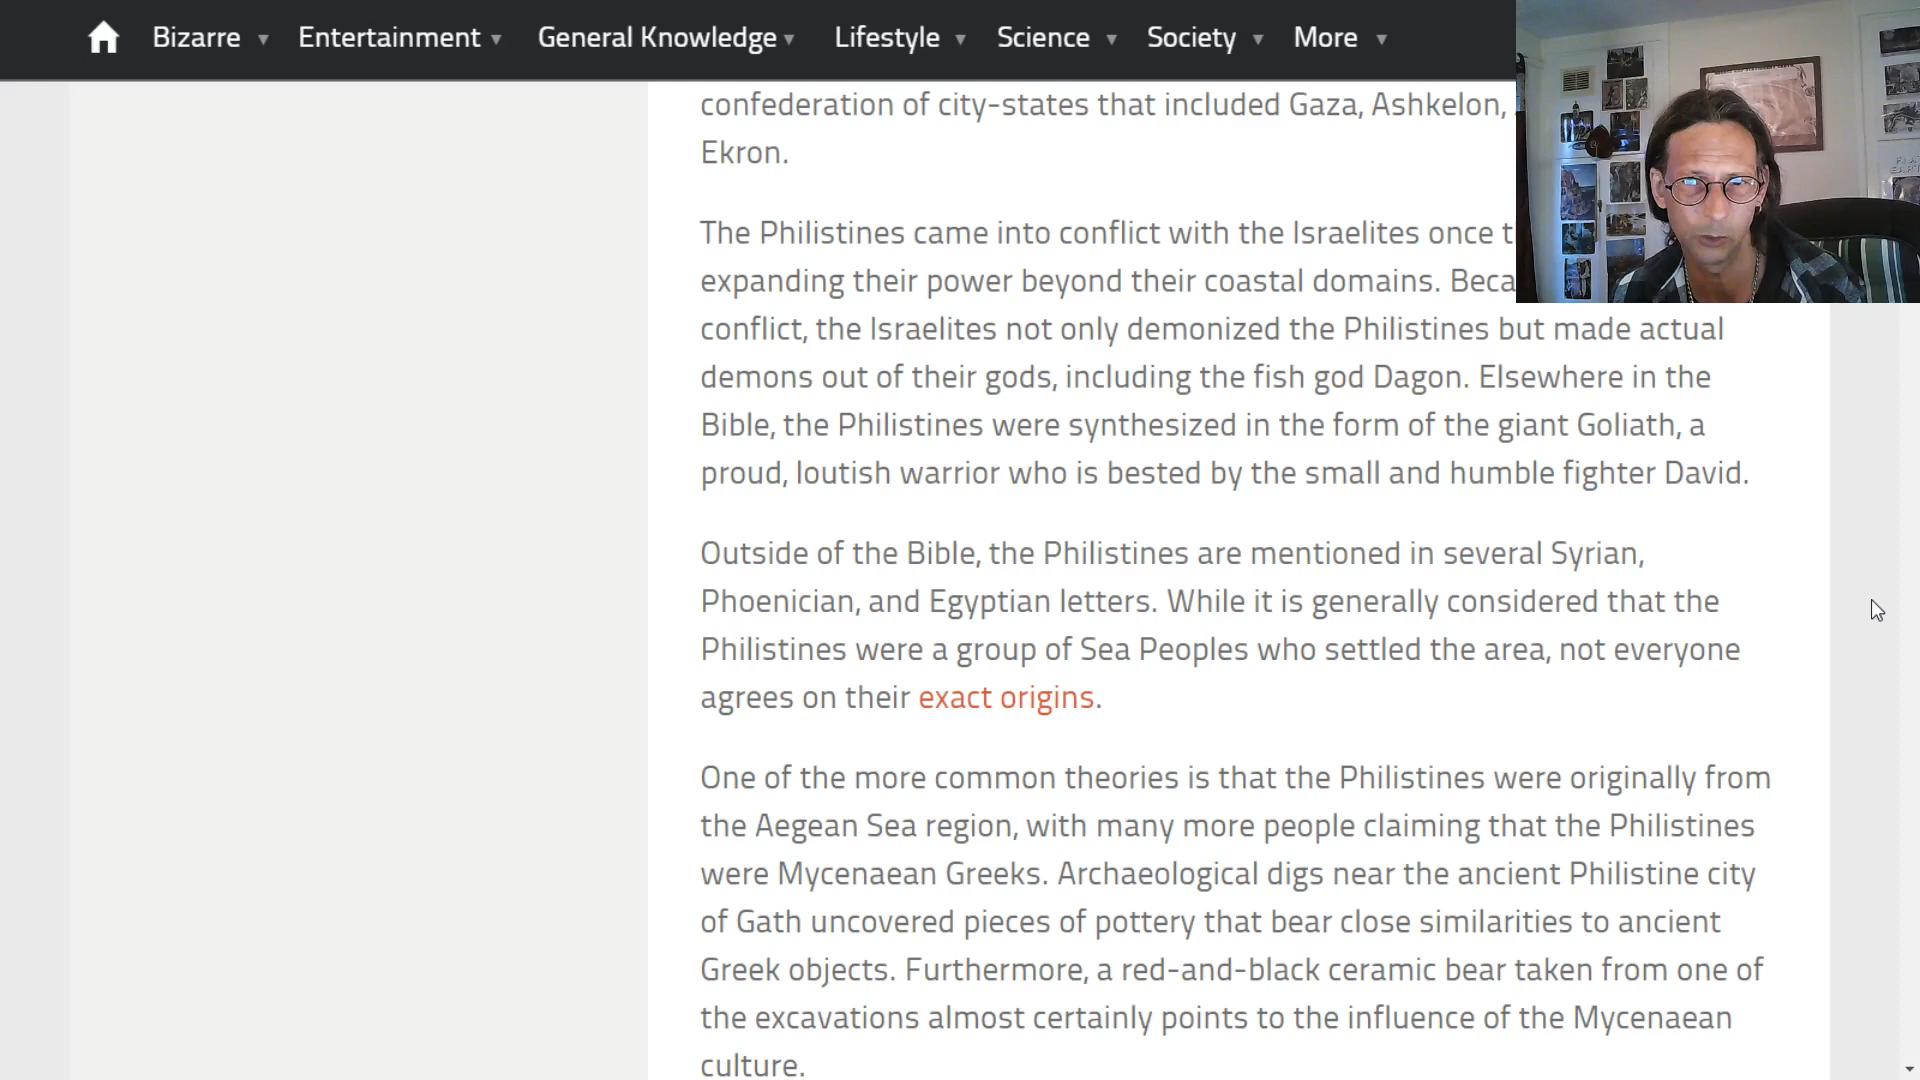 Bizarre Entertainment General Knowledge Lifestyle Science Society More
confederation of city-states that included Gaza, Ashkelon,
Ekron.
The Philistines came into conflict with the Israelites once
expanding their power beyond their coastal domains.
conflict, the Israelites not only demonized the Philistines but made actual
demons out of their gods, including the fish god Dagon. Elsewhere in the
Bible, the Philistines were synthesized in the form of the giant Goliath, a
proud, loutish warrior who is bested by the small and humble fighter David.
Outside of the Bible, the Philistines are mentioned in several Syrian,
Phoenician, and Egyptian letters. While it is generally considered that the
Philistines were a group of Sea Peoples who settled the area, not everyone
agrees on their exact origins.
One of the more common theories is that the Philistines were originally from
the Aegean Sea region, with many more people claiming that the Philistines
were Mycenaean Greeks. Archaeological digs near the ancient Philistine city
of Gath uncovered pieces of pottery that bear close similarities to ancient
Greek objects. Furthermore, a red-and-black ceramic bear taken from one of
the excavations almost certainly points to the influence of the Mycenaean
culture.